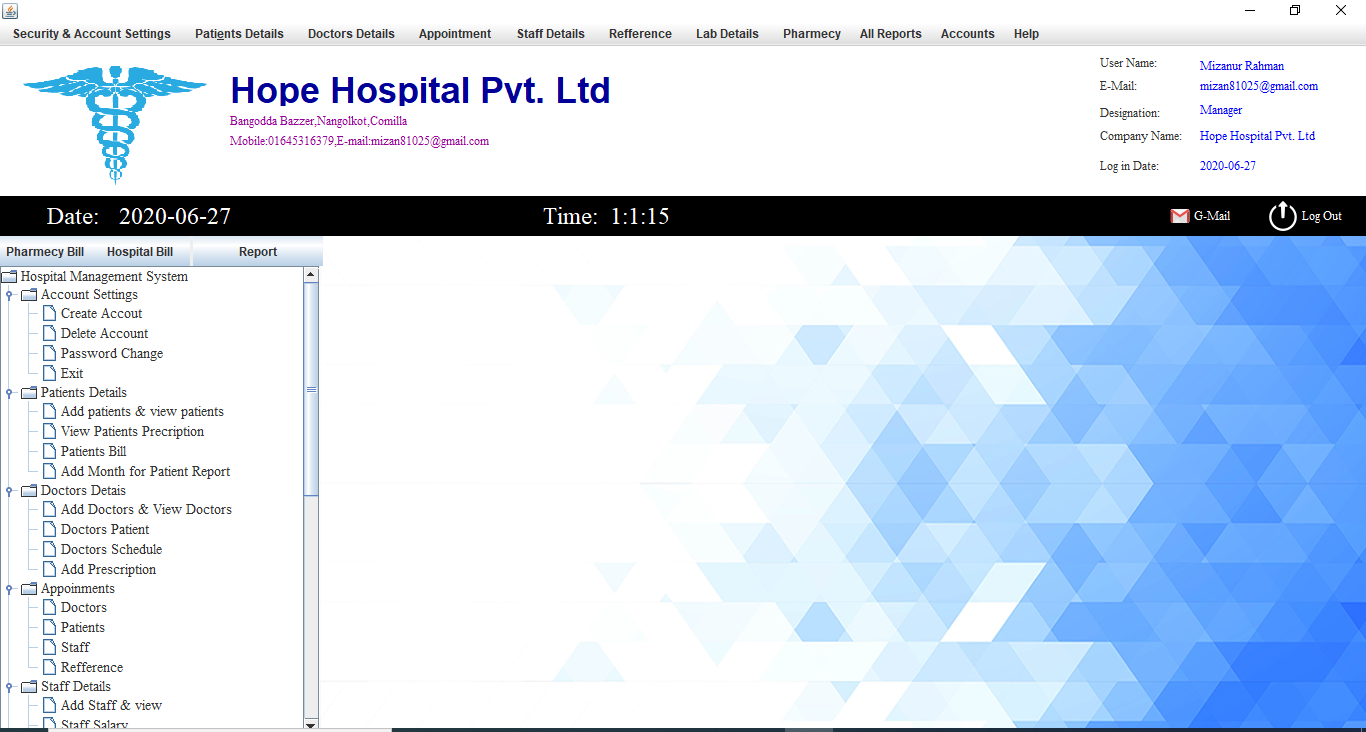 Security & Account Settings Patients Details Doctors Details Appointment Staff Details Refference Lab Details Pharmecy All Reports Accounts Help
Hope Hospital Pvt. Ltd
Bangodda Bazzer,Nangolkot,Comilla
Mobile:01645316379,E-mail:mizan81025@gmail.com
User Name: Mizanur Rahman
E-Mail: mizan81025@gmail.com
Designation: Manager
Company Name: Hope Hospital Pvt. Ltd
Log in Date: 2020-06-27
Date: 2020-06-27 Time: 1:1:15 G-Mail Log Out
Pharmecy Bill Hospital Bill Report
Hospital Management System
Account Settings
Create Accout
Delete Account
Password Change
Exit
Patients Details
Add patients & view patients
View Patients Precription
Patients Bill
Add Month for Patient Report
Doctors Detais
Add Doctors & View Doctors
Doctors Patient
Doctors Schedule
Add Prescription
Appoinments
Doctors
Patients
Staff
Refference
Staff Details
Add Staff & view
Staff Salary